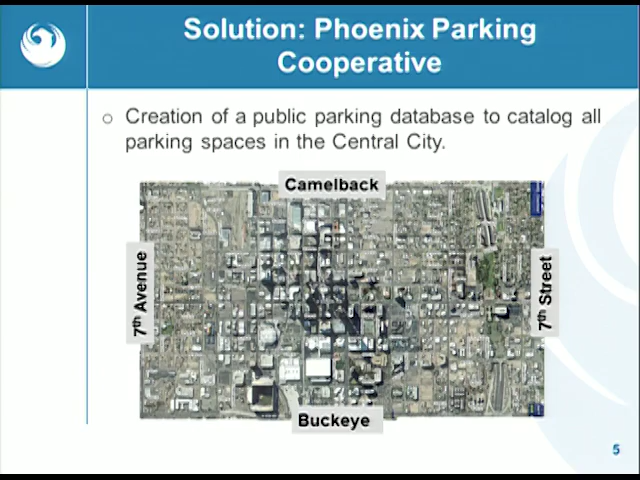 Solution: Phoenix Parking
Cooperative
Creation of a public parking database to catalog all
parking spaces in the Central City.
Camelback
7th Avenue
7th Street
Buckeye
5